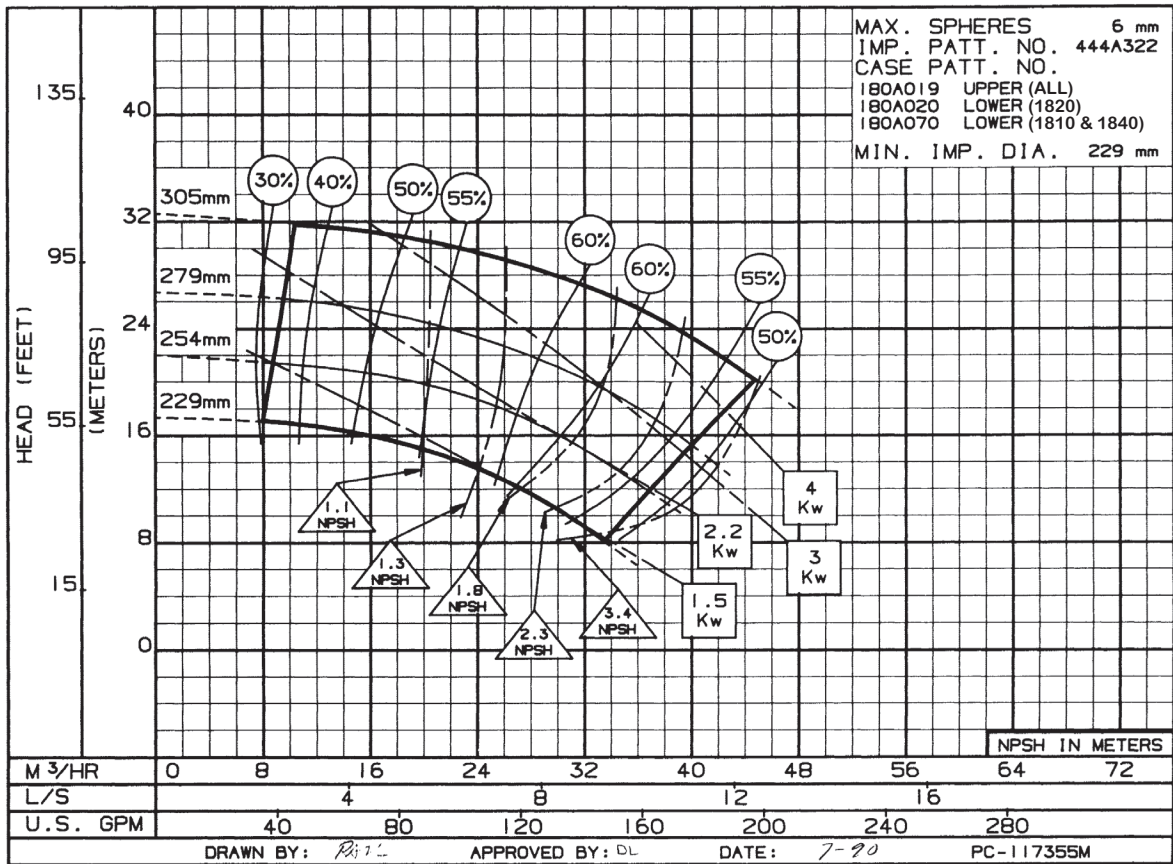 MAX. SPHERES 6 mm
IMP. PATT. NO. 444A322
CASE PATT. NO.
180A019 UPPER (ALL)
180A020 LOWER (1820)
180A070 LOWER (1810 & 1840)
MIN. IMP. DIA. 229 mm
HEAD (FEET)
(METERS)
135
95
55
15
40
32
24
16
8
0
305mm
279mm
254mm
229mm
30%
40%
50%
55%
60%
60%
55%
50%
1.1 NPSH
1.3 NPSH
1.8 NPSH
2.3 NPSH
3.4 NPSH
1.5 Kw
2.2 Kw
3 Kw
4 Kw
NPSH IN METERS
M³/HR 0 8 16 24 32 40 48 56 64 72
L/S 4 8 12 16
U.S. GPM 40 80 120 160 200 240 280
DRAWN BY: APPROVED BY: DL DATE: 7-90 PC-117355M